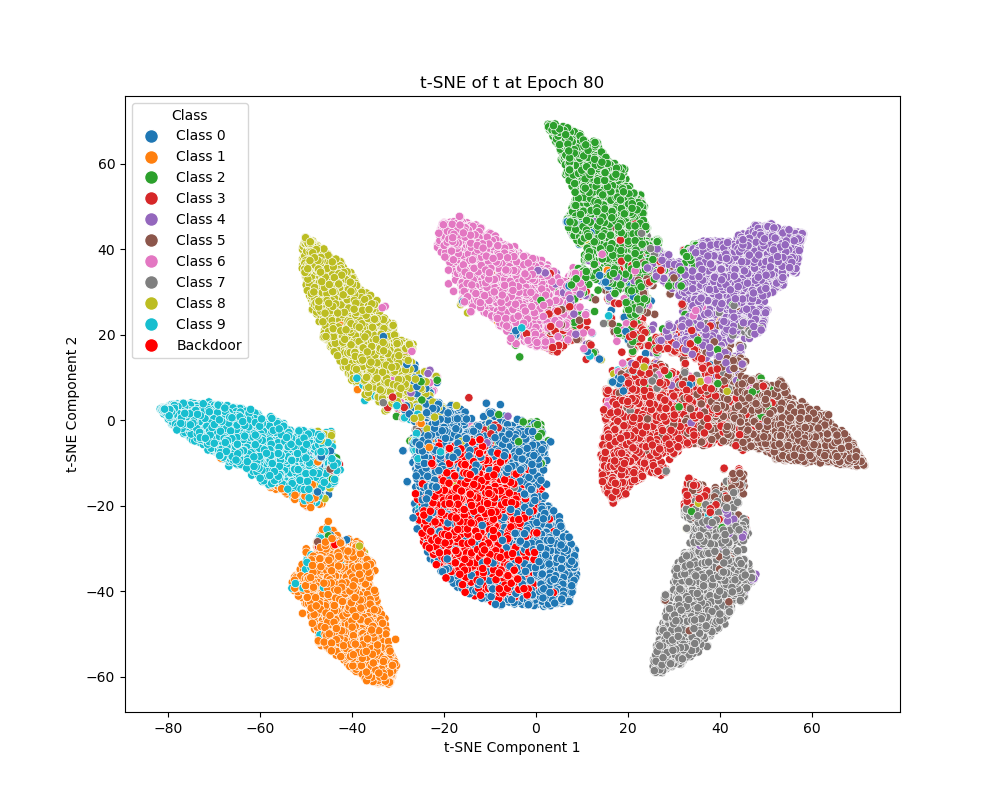 t-SNE of t at Epoch 80
Class
Class 0
Class 1
Class 2
Class 3
Class 4
Class 5
Class 6
Class 7
Class 8
Class 9
Backdoor
t-SNE Component 2
60
40
20
0
−20
−40
−60
−80 −60 −40 −20 0 20 40 60
t-SNE Component 1